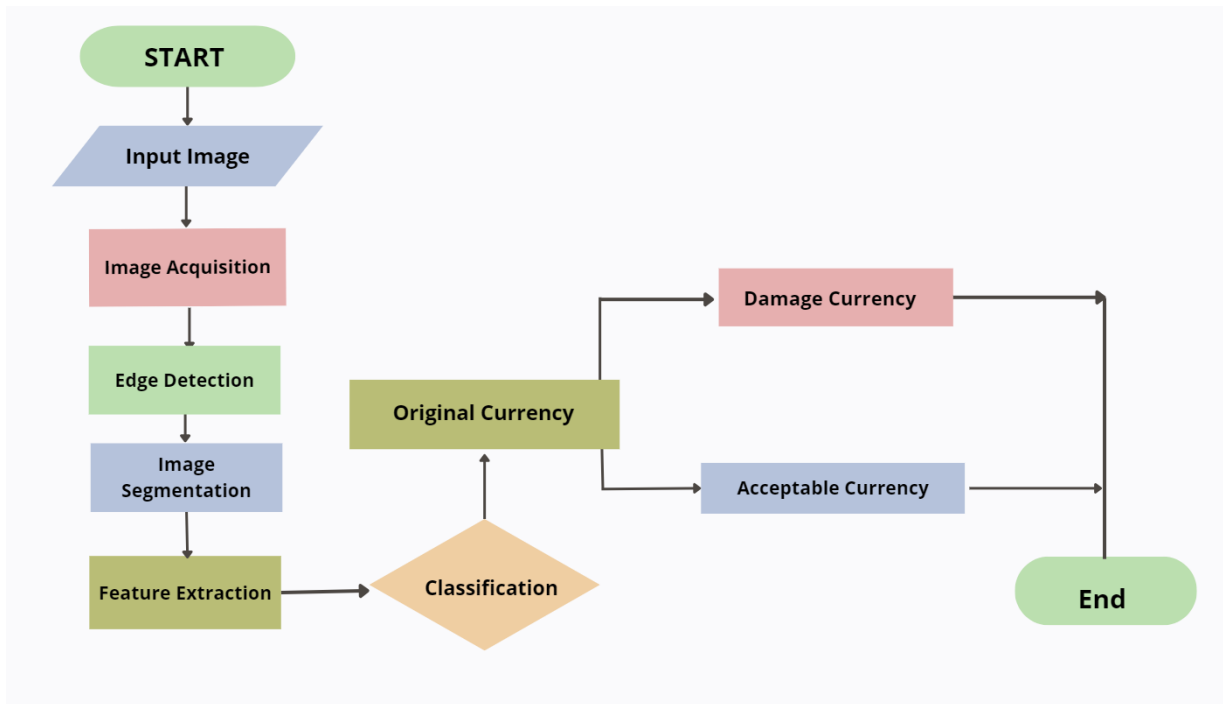 START
Input Image
Image Acquisition
Edge Detection
Image
Segmentation
Feature Extraction
Classification
Original Currency
Damage Currency
Acceptable Currency
End